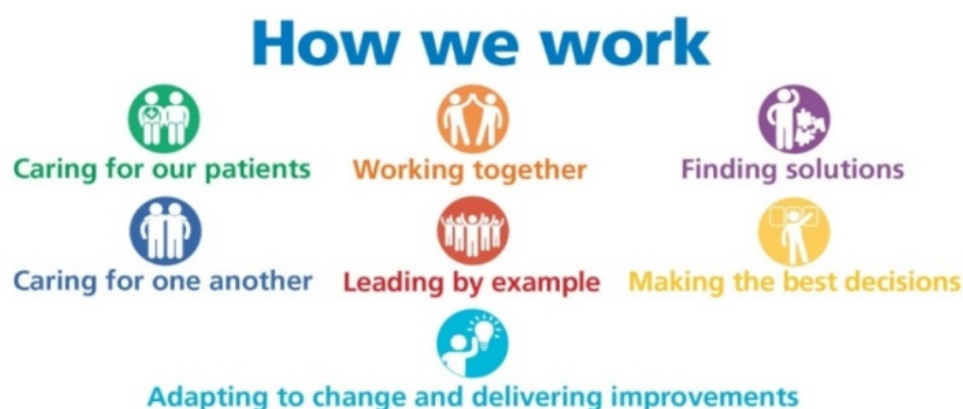 How we work
Caring for our patients
Working together
Finding solutions
Caring for one another
Leading by example
Making the best decisions
Adapting to change and delivering improvements